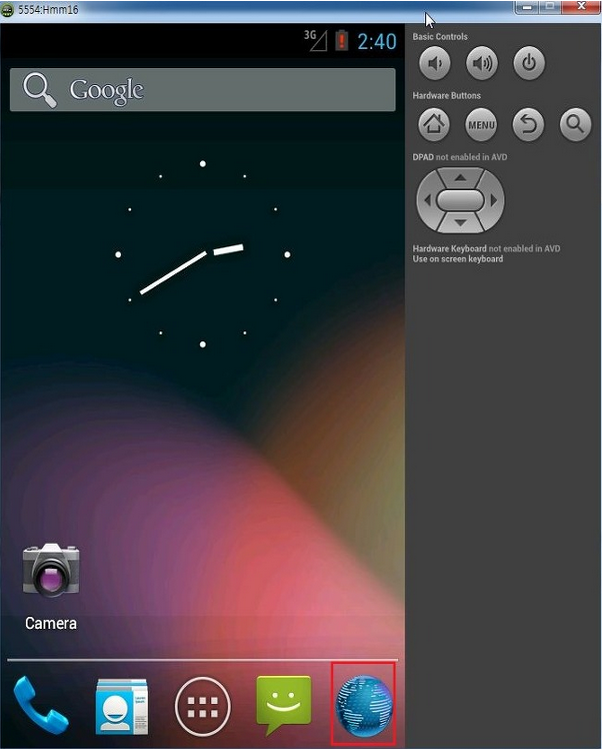 5554:Hmm16
3G
2:40
Google
Camera
Basic Controls
Hardware Buttons
MENU
DPAD not enabled in AVD
Hardware Keyboard not enabled in AVD
Use on screen keyboard